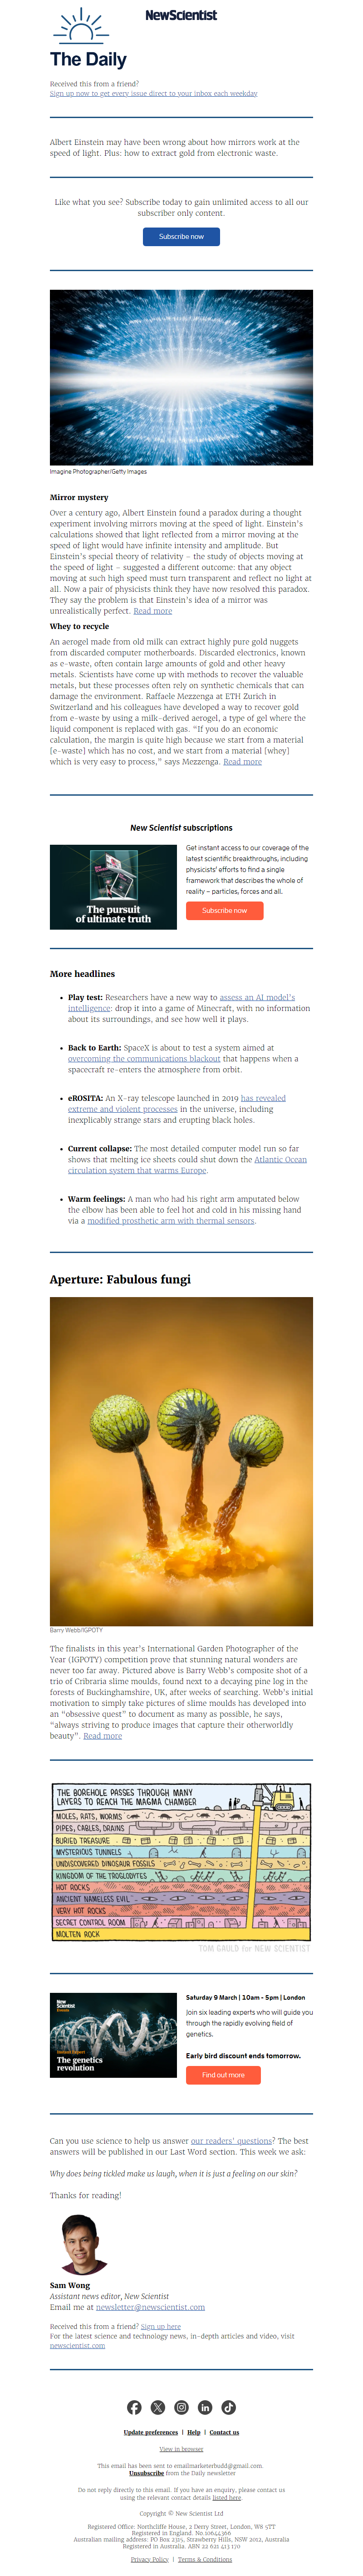 NewScientist
The Daily
Received this from a friend?
Sign up now to get every issue direct to your inbox each weekday
Albert Einstein may have been wrong about how mirrors work at the
speed of light. Plus: how to extract gold from electronic waste.
Like what you see? Subscribe today to gain unlimited access to all our
subscriber only content.
Subscribe now
Imagine Photographer/Getty Images
Mirror mystery
Over a century ago, Albert Einstein found a paradox during a thought
experiment involving mirrors moving at the speed of light. Einstein's
calculations showed that light reflected from a mirror moving at the
speed of light would have infinite intensity and amplitude. But
Einstein's special theory of relativity – the study of objects moving at
the speed of light – suggested a different outcome: that any object
moving at such high speed must turn transparent and reflect no light at
all. Now a pair of physicists think they have now resolved this paradox.
They say the problem is that Einstein's idea of a mirror was
unrealistically perfect. Read more
Whey to recycle
An aerogel made from old milk can extract highly pure gold nuggets
from discarded computer motherboards. Discarded electronics, known
as e-waste, often contain large amounts of gold and other heavy
metals. Scientists have come up with methods to recover the valuable
metals, but these processes often rely on synthetic chemicals that can
damage the environment. Raffaele Mezzenga at ETH Zurich in
Switzerland and his colleagues have developed a way to recover gold
from e-waste by using a milk-derived aerogel, a type of gel where the
liquid component is replaced with gas. "If you do an economic
calculation, the margin is quite high because we start from a material
[e-waste] which has no cost, and we start from a material [whey]
which is very easy to process," says Mezzenga. Read more
New Scientist subscriptions
The pursuit
of ultimate truth
Get instant access to our coverage of the
latest scientific breakthroughs, including
physicists' efforts to find a single
framework that describes the whole of
reality – particles, forces and all.
Subscribe now
More headlines
• Play test: Researchers have a new way to assess an AI model's
intelligence: drop it into a game of Minecraft, with no information
about its surroundings, and see how well it plays.
• Back to Earth: SpaceX is about to test a system aimed at
overcoming the communications blackout that happens when a
spacecraft re-enters the atmosphere from orbit.
• eROSITA: An X-ray telescope launched in 2019 has revealed
extreme and violent processes in the universe, including
inexplicably strange stars and erupting black holes.
• Current collapse: The most detailed computer model run so far
shows that melting ice sheets could shut down the Atlantic Ocean
circulation system that warms Europe.
• Warm feelings: A man who had his right arm amputated below
the elbow has been able to feel hot and cold in his missing hand
via a modified prosthetic arm with thermal sensors.
Aperture: Fabulous fungi
Barry Webb/IGPOTY
The finalists in this year's International Garden Photographer of the
Year (IGPOTY) competition prove that stunning natural wonders are
never too far away. Pictured above is Barry Webb's composite shot of a
trio of Cribraria slime moulds, found next to a decaying pine log in the
forests of Buckinghamshire, UK, after weeks of searching. Webb's initial
motivation to simply take pictures of slime moulds has developed into
an "obsessive quest" to document as many as possible, he says,
"always striving to produce images that capture their otherworldly
beauty". Read more
THE BOREHOLE PASSES THROUGH MANY
LAYERS TO REACH THE MAGMA CHAMBER
MOLES, RATS, WORMS
PIPES, CABLES, DRAINS
BURIED TREASURE
MYSTERIOUS TUNNELS
UNDISCOVERED DINOSAUR FOSSILS
KINGDOM OF THE TROGLODYTES
HOT ROCKS
ANCIENT NAMELESS EVIL
VERY HOT ROCKS
SECRET CONTROL ROOM
MOLTEN ROCK
TOM GAULD for NEW SCIENTIST
New
Scientist
The genetics
revolution
Saturday 9 March | 10am - 5pm | London
Join six leading experts who will guide you
through the rapidly evolving field of
genetics.
Early bird discount ends tomorrow.
Find out more
Can you use science to help us answer our readers' questions? The best
answers will be published in our Last Word section. This week we ask:
Why does being tickled make us laugh, when it is just a feeling on our skin?
Thanks for reading!
Sam Wong
Assistant news editor, New Scientist
Email me at newsletter@newscientist.com
Received this from a friend? Sign up here
For the latest science and technology news, in-depth articles and video, visit
newscientist.com
Update preferences | Help | Contact us
View in browser
This email has been sent to emailmarketerbudd@gmail.com.
Unsubscribe from the Daily newsletter
Do not reply directly to this email. If you have an enquiry, please contact us
using the relevant contact details listed here.
Copyright © New Scientist Ltd
Registered Office: Northcliffe House, 2 Derry Street, London, W8 5TT
Registered in England. No.10644366
Australian mailing address: PO Box 2315, Strawberry Hills, NSW 2012, Australia
Registered in Australia. ABN 22 621 413 170
Privacy Policy | Terms & Conditions